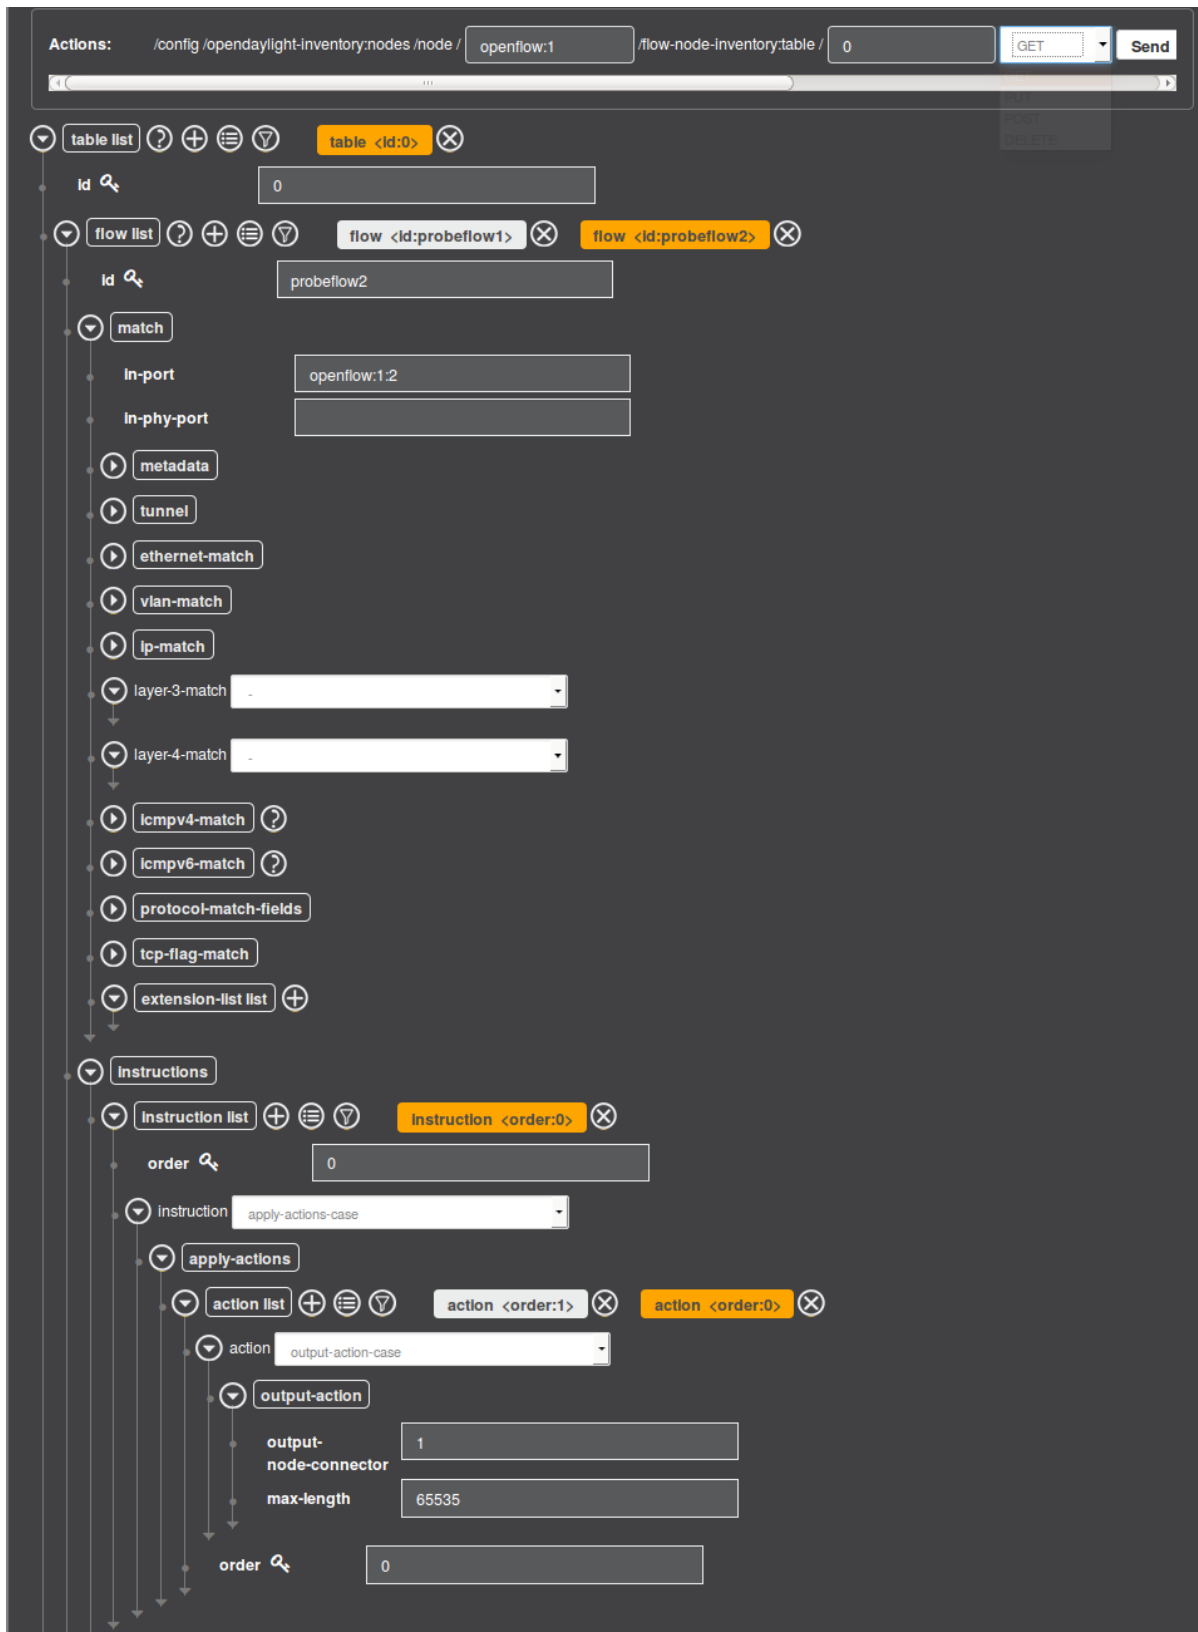 Actions: /config /opendaylight-inventory:nodes /node / openflow:1 /flow-node-inventory:table / 0 GET Send
PUT
POST
DELETE
table list table <id:0>
id 0
flow list flow <id:probeflow1> flow <id:probeflow2>
id probeflow2
match
in-port openflow:1:2
in-phy-port
metadata
tunnel
ethernet-match
vlan-match
ip-match
layer-3-match -
layer-4-match -
icmpv4-match
icmpv6-match
protocol-match-fields
tcp-flag-match
extension-list list
instructions
instruction list instruction <order:0>
order 0
instruction apply-actions-case
apply-actions
action list action <order:1> action <order:0>
action output-action-case
output-action
output- 1
node-connector
max-length 65535
order 0